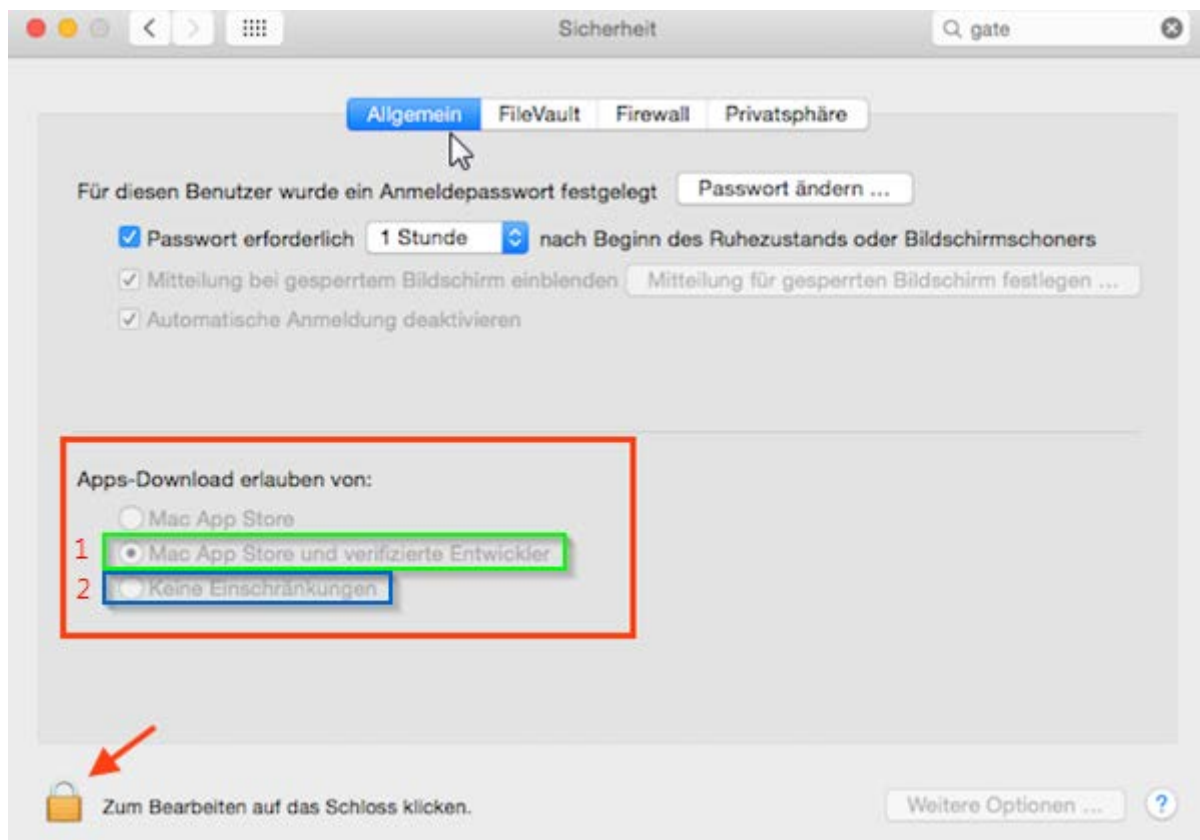 Sicherheit
gate
Allgemein FileVault Firewall Privatsphäre
Für diesen Benutzer wurde ein Anmeldepasswort festgelegt Passwort ändern ...
Passwort erforderlich 1 Stunde nach Beginn des Ruhezustands oder Bildschirmschoners
Mitteilung bei gesperrtem Bildschirm einblenden Mitteilung für gesperrten Bildschirm festlegen ...
Automatische Anmeldung deaktivieren
Apps-Download erlauben von:
Mac App Store
1 Mac App Store und verifizierte Entwickler
2 Keine Einschränkungen
Zum Bearbeiten auf das Schloss klicken. Weitere Optionen ... ?